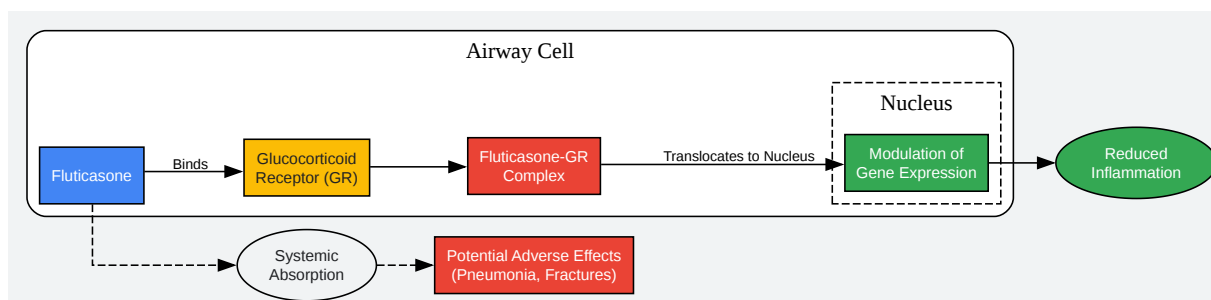 Airway Cell
Nucleus
Fluticasone
Binds
Glucocorticoid
Receptor (GR)
Fluticasone-GR
Complex
Translocates to Nucleus
Modulation of
Gene Expression
Reduced
Inflammation
Systemic
Absorption
Potential Adverse Effects
(Pneumonia, Fractures)